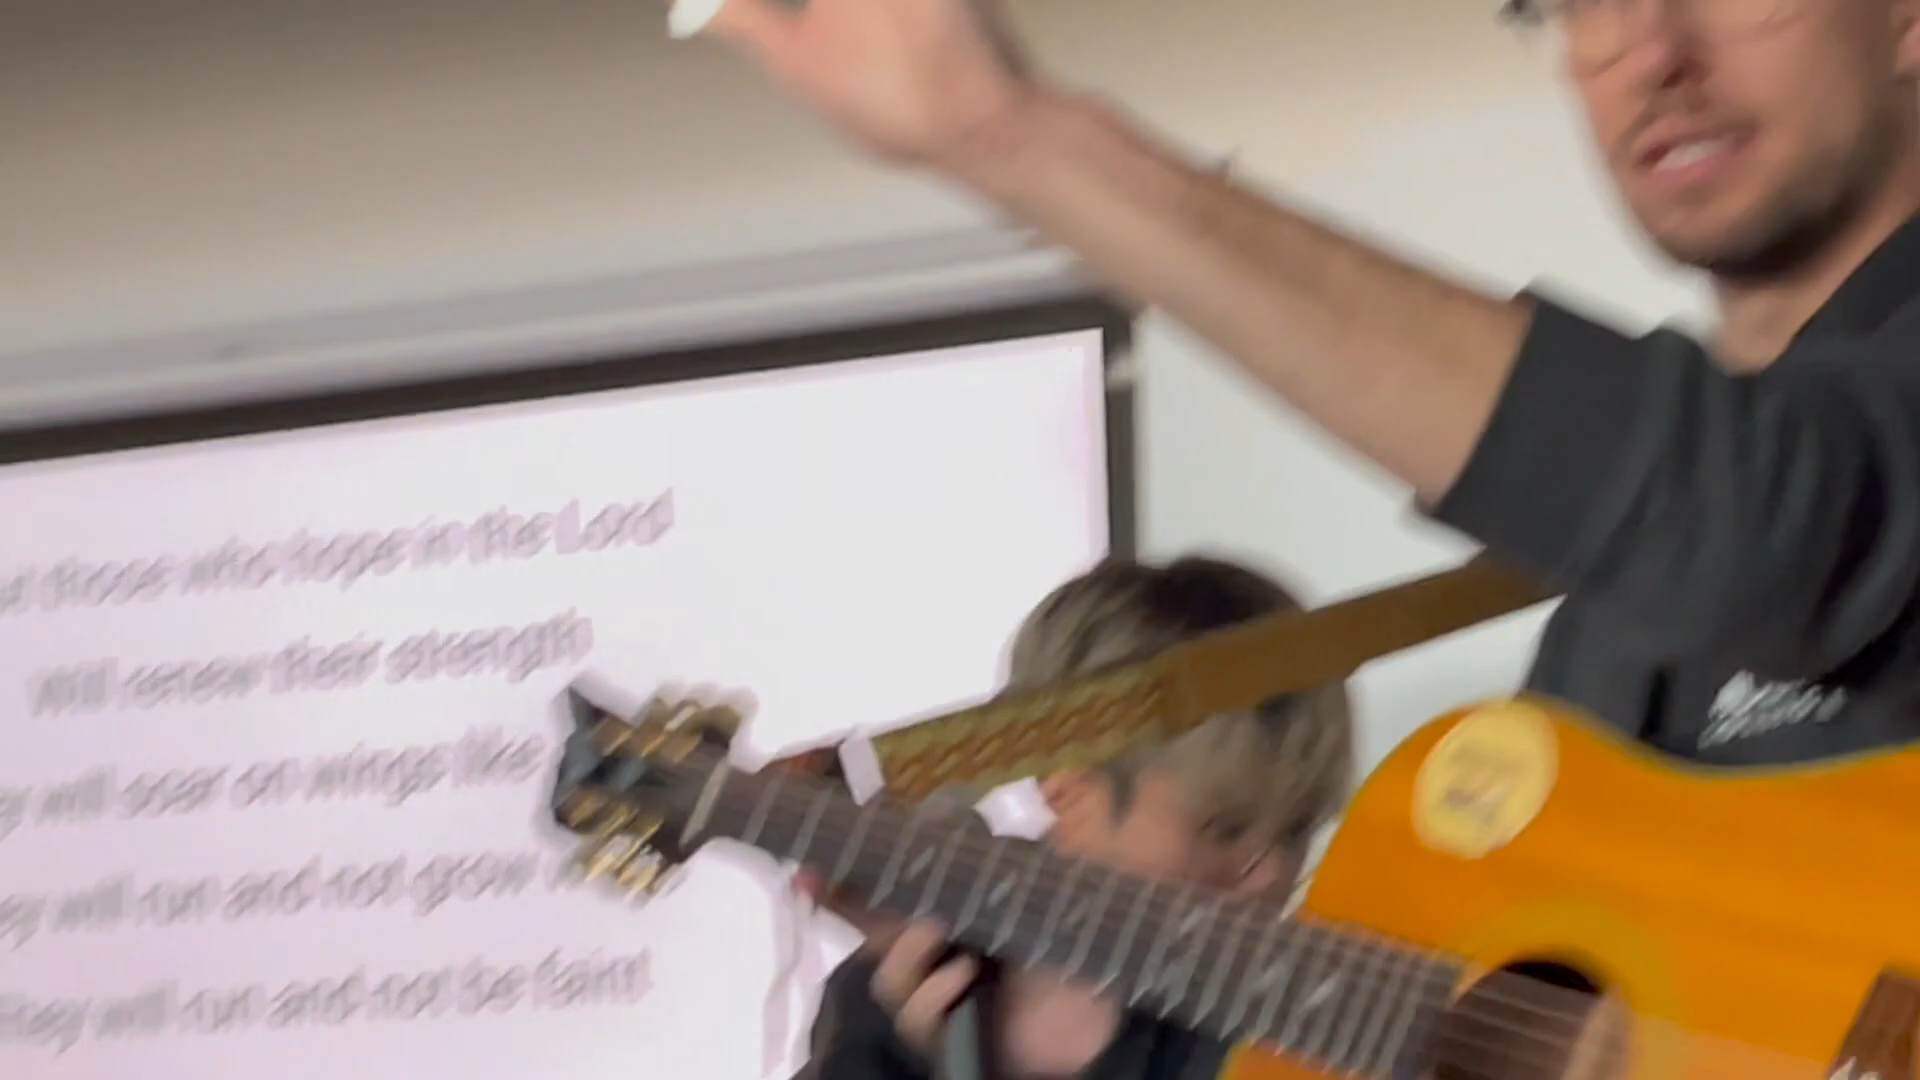 those who hope in the Lord
Will renew their strength
will soar on wings like
will run and not grow
They will run and not be faint